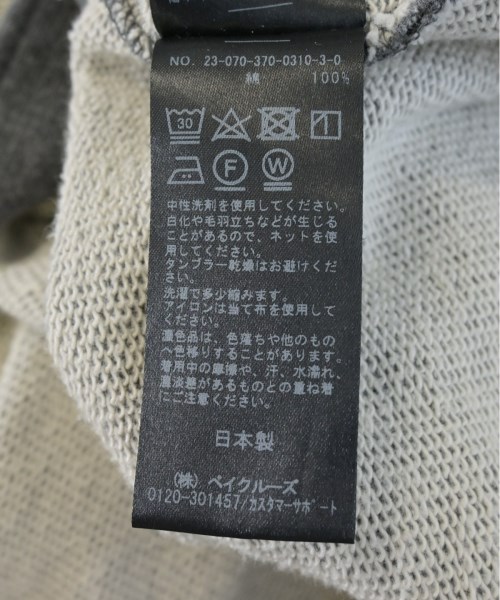 NO. 23-070-370-0310-3-0
綿 100%
30
F W
中性洗剤を使用してください。
白化や毛羽立ちなどが生じる
ことがあるので、ネットを使
用してください。
タンブラー乾燥はお避けくだ
さい。
洗濯で多少縮みます。
アイロンは当て布を使用して
ください。
濃色品は、色落ちや他のもの
へ色移りすることがあります。
着用中の摩擦や、汗、水濡れ、
濃淡差があるものとの重ね着
にご注意ください。
日本製
(株) ベイクルーズ
0120-301457/カスタマーサポート